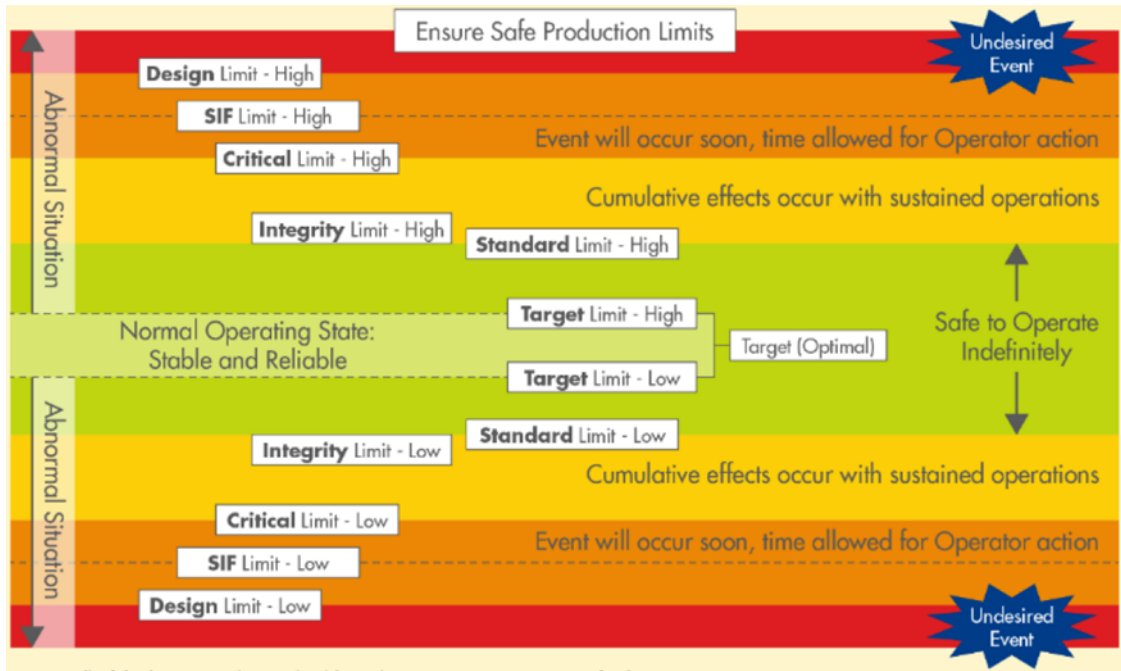 Ensure Safe Production Limits
Undesired
Event
Design Limit - High
SIF Limit - High
Event will occur soon, time allowed for Operator action
Critical Limit - High
Abnormal Situation
Cumulative effects occur with sustained operations
Integrity Limit - High
Standard Limit - High
Target Limit - High
Normal Operating State:
Stable and Reliable
Target (Optimal)
Safe to Operate
Indefinitely
Target Limit - Low
Abnormal Situation
Standard Limit - Low
Integrity Limit - Low
Cumulative effects occur with sustained operations
Critical Limit - Low
Event will occur soon, time allowed for Operator action
SIF Limit - Low
Design Limit - Low
Undesired
Event